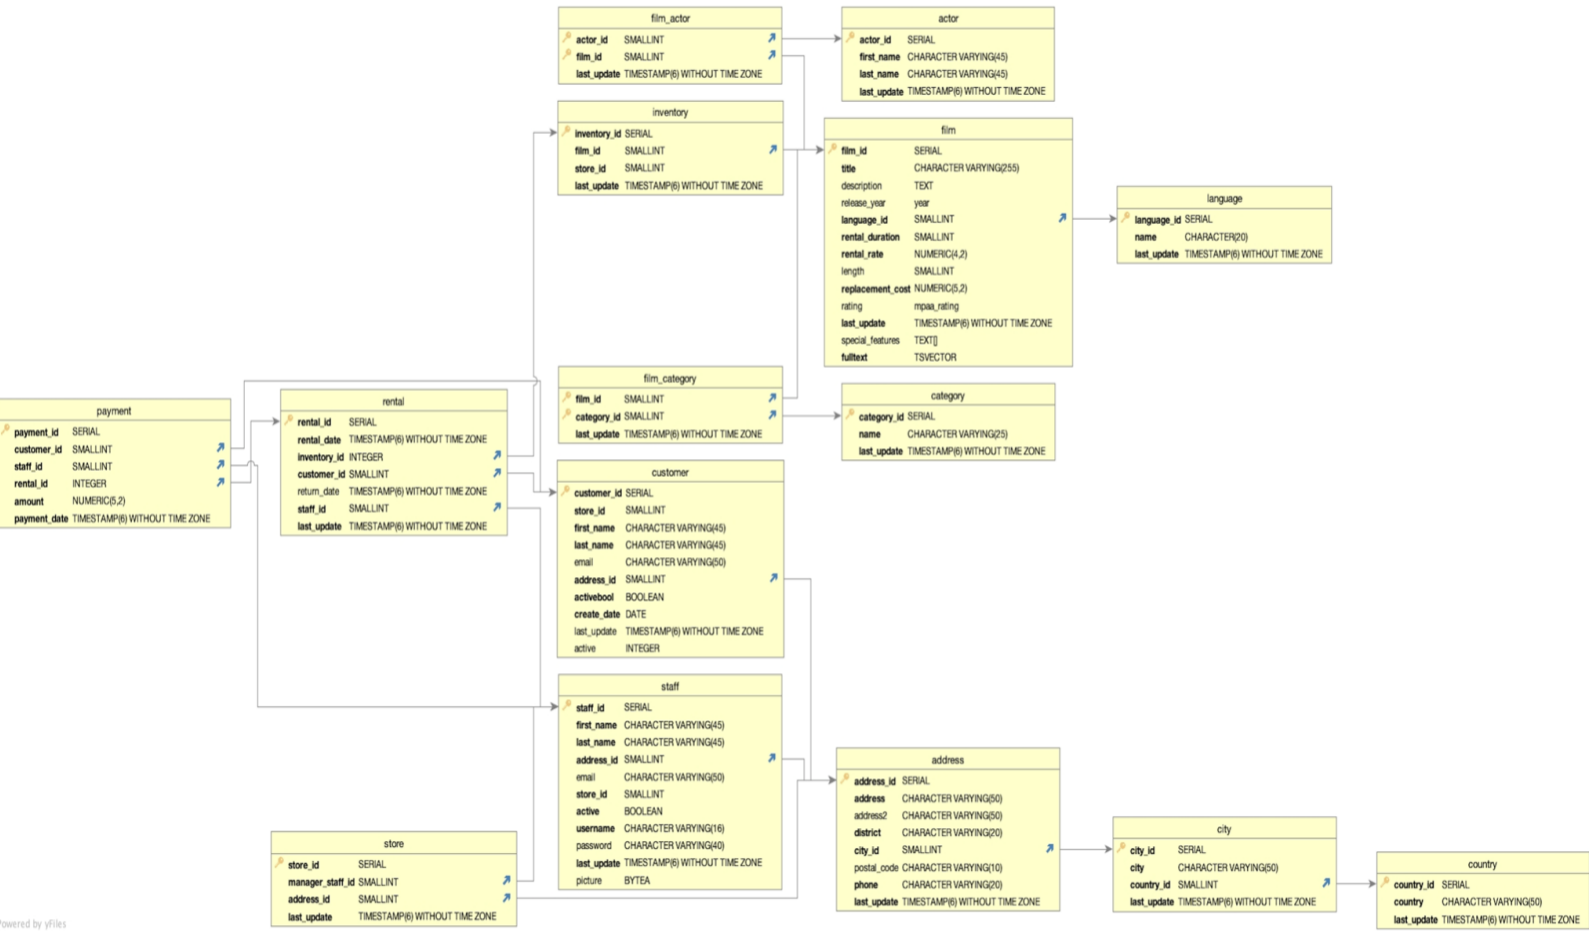 film_actor
actor_id SMALLINT
film_id SMALLINT
last_update TIMESTAMP(6) WITHOUT TIME ZONE
actor
actor_id SERIAL
first_name CHARACTER VARYING(45)
last_name CHARACTER VARYING(45)
last_update TIMESTAMP(6) WITHOUT TIME ZONE
inventory
inventory_id SERIAL
film_id SMALLINT
store_id SMALLINT
last_update TIMESTAMP(6) WITHOUT TIME ZONE
film
film_id SERIAL
title CHARACTER VARYING(255)
description TEXT
release_year year
language_id SMALLINT
rental_duration SMALLINT
rental_rate NUMERIC(4,2)
length SMALLINT
replacement_cost NUMERIC(5,2)
rating mpaa_rating
last_update TIMESTAMP(6) WITHOUT TIME ZONE
special_features TEXT[]
fulltext TSVECTOR
language
language_id SERIAL
name CHARACTER(20)
last_update TIMESTAMP(6) WITHOUT TIME ZONE
film_category
film_id SMALLINT
category_id SMALLINT
last_update TIMESTAMP(6) WITHOUT TIME ZONE
category
category_id SERIAL
name CHARACTER VARYING(25)
last_update TIMESTAMP(6) WITHOUT TIME ZONE
payment
payment_id SERIAL
customer_id SMALLINT
staff_id SMALLINT
rental_id INTEGER
amount NUMERIC(5,2)
payment_date TIMESTAMP(6) WITHOUT TIME ZONE
rental
rental_id SERIAL
rental_date TIMESTAMP(6) WITHOUT TIME ZONE
inventory_id INTEGER
customer_id SMALLINT
return_date TIMESTAMP(6) WITHOUT TIME ZONE
staff_id SMALLINT
last_update TIMESTAMP(6) WITHOUT TIME ZONE
customer
customer_id SERIAL
store_id SMALLINT
first_name CHARACTER VARYING(45)
last_name CHARACTER VARYING(45)
email CHARACTER VARYING(50)
address_id SMALLINT
activebool BOOLEAN
create_date DATE
last_update TIMESTAMP(6) WITHOUT TIME ZONE
active INTEGER
staff
staff_id SERIAL
first_name CHARACTER VARYING(45)
last_name CHARACTER VARYING(45)
address_id SMALLINT
email CHARACTER VARYING(50)
store_id SMALLINT
active BOOLEAN
username CHARACTER VARYING(16)
password CHARACTER VARYING(40)
last_update TIMESTAMP(6) WITHOUT TIME ZONE
picture BYTEA
store
store_id SERIAL
manager_staff_id SMALLINT
address_id SMALLINT
last_update TIMESTAMP(6) WITHOUT TIME ZONE
address
address_id SERIAL
address CHARACTER VARYING(50)
address2 CHARACTER VARYING(50)
district CHARACTER VARYING(20)
city_id SMALLINT
postal_code CHARACTER VARYING(10)
phone CHARACTER VARYING(20)
last_update TIMESTAMP(6) WITHOUT TIME ZONE
city
city_id SERIAL
city CHARACTER VARYING(50)
country_id SMALLINT
last_update TIMESTAMP(6) WITHOUT TIME ZONE
country
country_id SERIAL
country CHARACTER VARYING(50)
last_update TIMESTAMP(6) WITHOUT TIME ZONE
Powered by yFiles